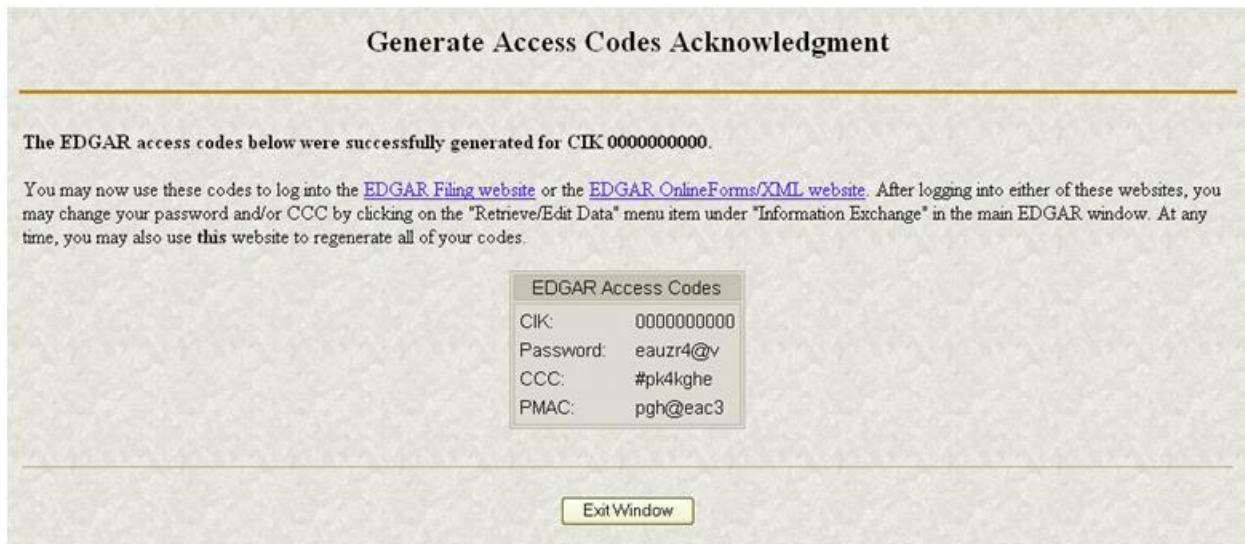 Generate Access Codes Acknowledgment
The EDGAR access codes below were successfully generated for CIK 0000000000.
You may now use these codes to log into the EDGAR Filing website or the EDGAR OnlineForms/XML website. After logging into either of these websites, you
may change your password and/or CCC by clicking on the "Retrieve/Edit Data" menu item under "Information Exchange" in the main EDGAR window. At any
time, you may also use this website to regenerate all of your codes.
EDGAR Access Codes
CIK: 0000000000
Password: eauzr4@v
CCC: #pk4kghe
PMAC: pgh@eac3
Exit Window